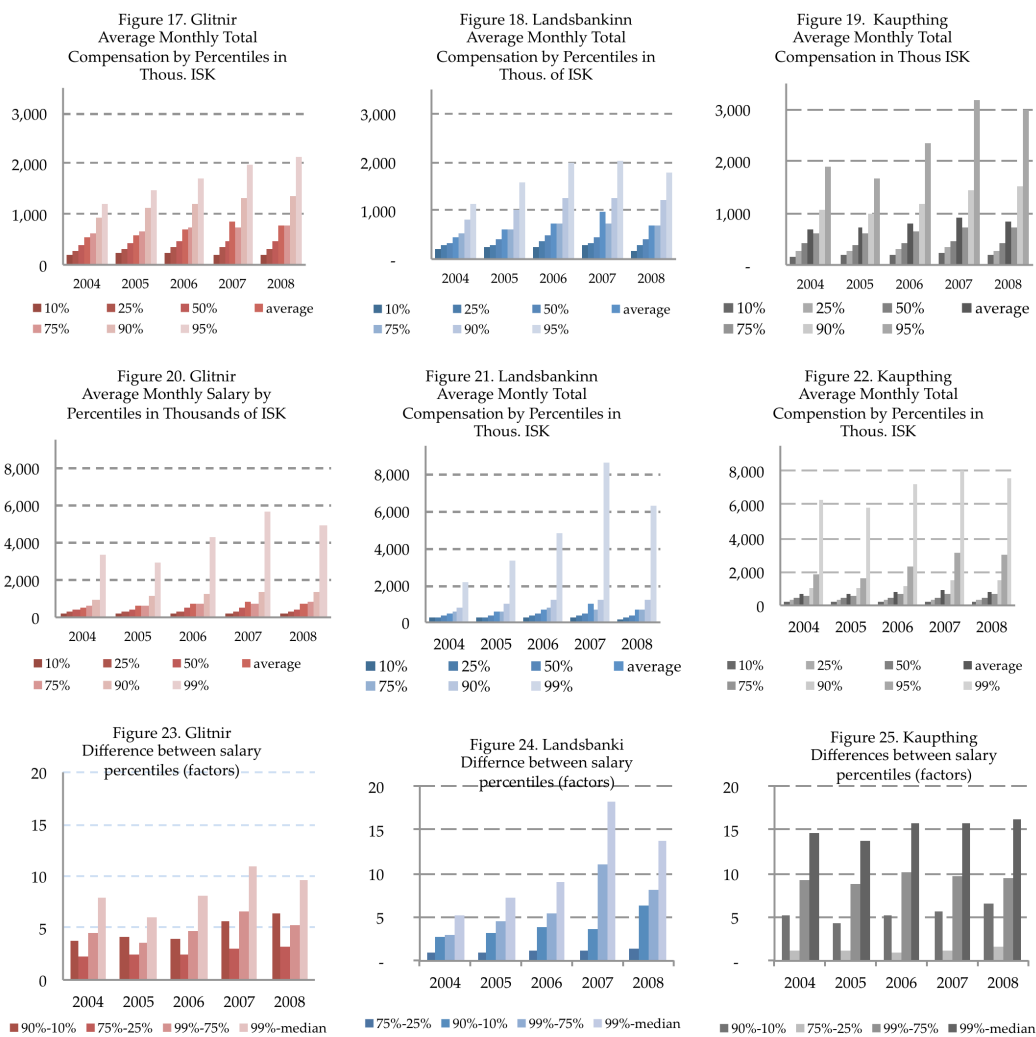 Figure 17. Glitnir
Average Monthly Total
Compensation by Percentiles in
Thous. ISK
3,000
2,000
1,000
0
2004 2005 2006 2007 2008
10% 25% 50% average
75% 90% 95%
Figure 18. Landsbankinn
Average Monthly Total
Compensation by Percentiles in
Thous. of ISK
3,000
2,000
1,000
-
2004 2005 2006 2007 2008
10% 25% 50% average
75% 90% 95%
Figure 19. Kaupthing
Average Monthly Total
Compensation in Thous ISK
3,000
2,000
1,000
-
2004 2005 2006 2007 2008
10% 25% 50% average
75% 90% 95%
Figure 20. Glitnir
Average Monthly Salary by
Percentiles in Thousands of ISK
8,000
6,000
4,000
2,000
0
2004 2005 2006 2007 2008
10% 25% 50% average
75% 90% 99%
Figure 21. Landsbankinn
Average Montly Total
Compensation by Percentiles in
Thous. ISK
8,000
6,000
4,000
2,000
0
2004 2005 2006 2007 2008
10% 25% 50% average
75% 90% 99%
Figure 22. Kaupthing
Average Monthly Total
Compenstion by Percentiles in
Thous. ISK
8,000
6,000
4,000
2,000
0
2004 2005 2006 2007 2008
10% 25% 50% average
75% 90% 95% 99%
Figure 23. Glitnir
Difference between salary
percentiles (factors)
20
15
10
5
0
2004 2005 2006 2007 2008
90%-10% 75%-25% 99%-75% 99%-median
Figure 24. Landsbanki
Differnce between salary
percentiles (factors)
20
15
10
5
-
2004 2005 2006 2007 2008
75%-25% 90%-10% 99%-75% 99%-median
Figure 25. Kaupthing
Differences between salary
percentiles (factors)
20
15
10
5
-
2004 2005 2006 2007 2008
90%-10% 75%-25% 99%-75% 99%-median